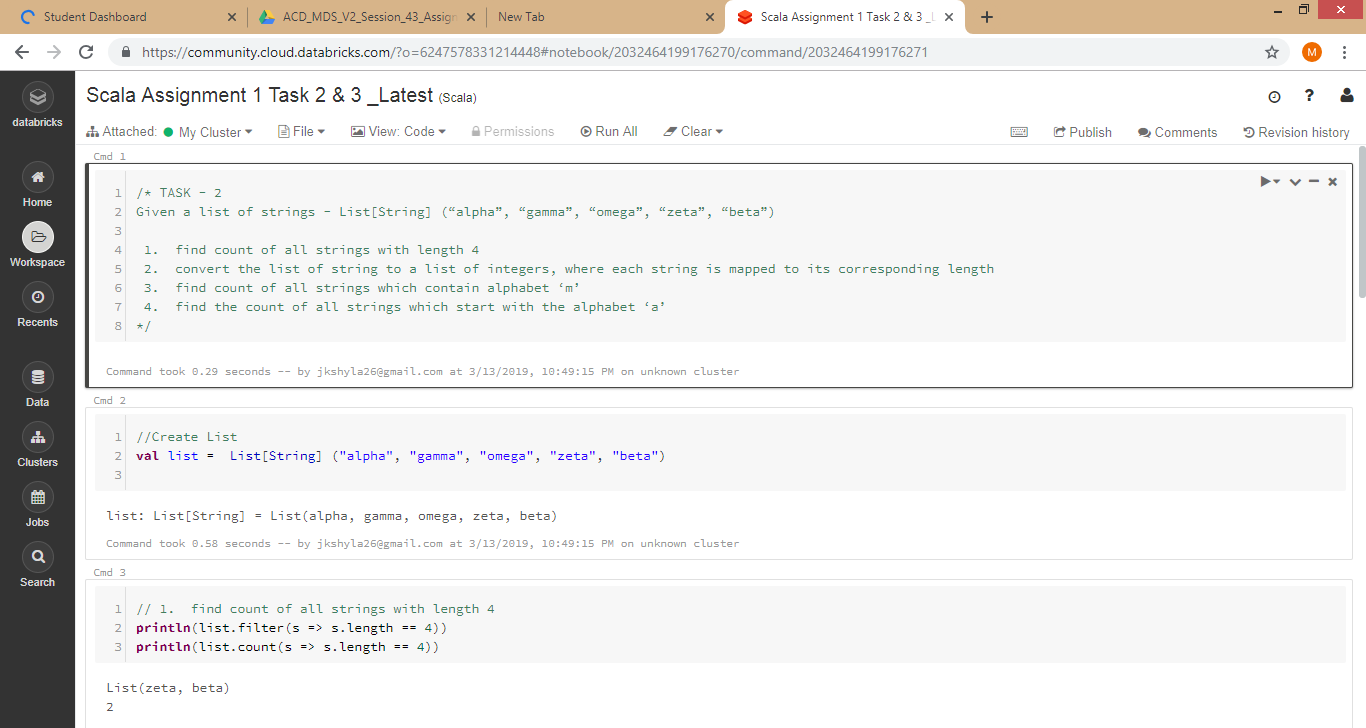 Student Dashboard
ACD_MDS_V2_Session_43_Assign
New Tab
Scala Assignment 1 Task 2 & 3 _L
https://community.cloud.databricks.com/?o=6247578331214448#notebook/2032464199176270/command/2032464199176271
M
databricks
Home
Workspace
Recents
Data
Clusters
Jobs
Search
Scala Assignment 1 Task 2 & 3 _Latest (Scala)
?
Attached: My Cluster File View: Code Permissions Run All Clear Publish Comments Revision history
Cmd 1
1 /* TASK - 2
2 Given a list of strings - List[String] (“alpha”, “gamma”, “omega”, “zeta”, “beta”)
3
4 1. find count of all strings with length 4
5 2. convert the list of string to a list of integers, where each string is mapped to its corresponding length
6 3. find count of all strings which contain alphabet ‘m’
7 4. find the count of all strings which start with the alphabet ‘a’
8 */
Command took 0.29 seconds -- by jkshyla26@gmail.com at 3/13/2019, 10:49:15 PM on unknown cluster
Cmd 2
1 //Create List
2 val list = List[String] ("alpha", "gamma", "omega", "zeta", "beta")
3
list: List[String] = List(alpha, gamma, omega, zeta, beta)
Command took 0.58 seconds -- by jkshyla26@gmail.com at 3/13/2019, 10:49:15 PM on unknown cluster
Cmd 3
1 // 1. find count of all strings with length 4
2 println(list.filter(s => s.length == 4))
3 println(list.count(s => s.length == 4))
List(zeta, beta)
2